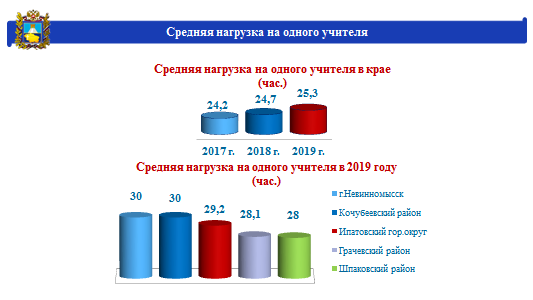 Средняя нагрузка на одного учителя
Средняя нагрузка на одного учителя в крае
(час.)
24,2
24,7
25,3
2017 г.
2018 г.
2019 г.
Средняя нагрузка на одного учителя в 2019 году
(час.)
30
30
29,2
28,1
28
г.Невинномысск
Кочубеевский район
Ипатовский гор.округ
Грачевский район
Шпаковский район